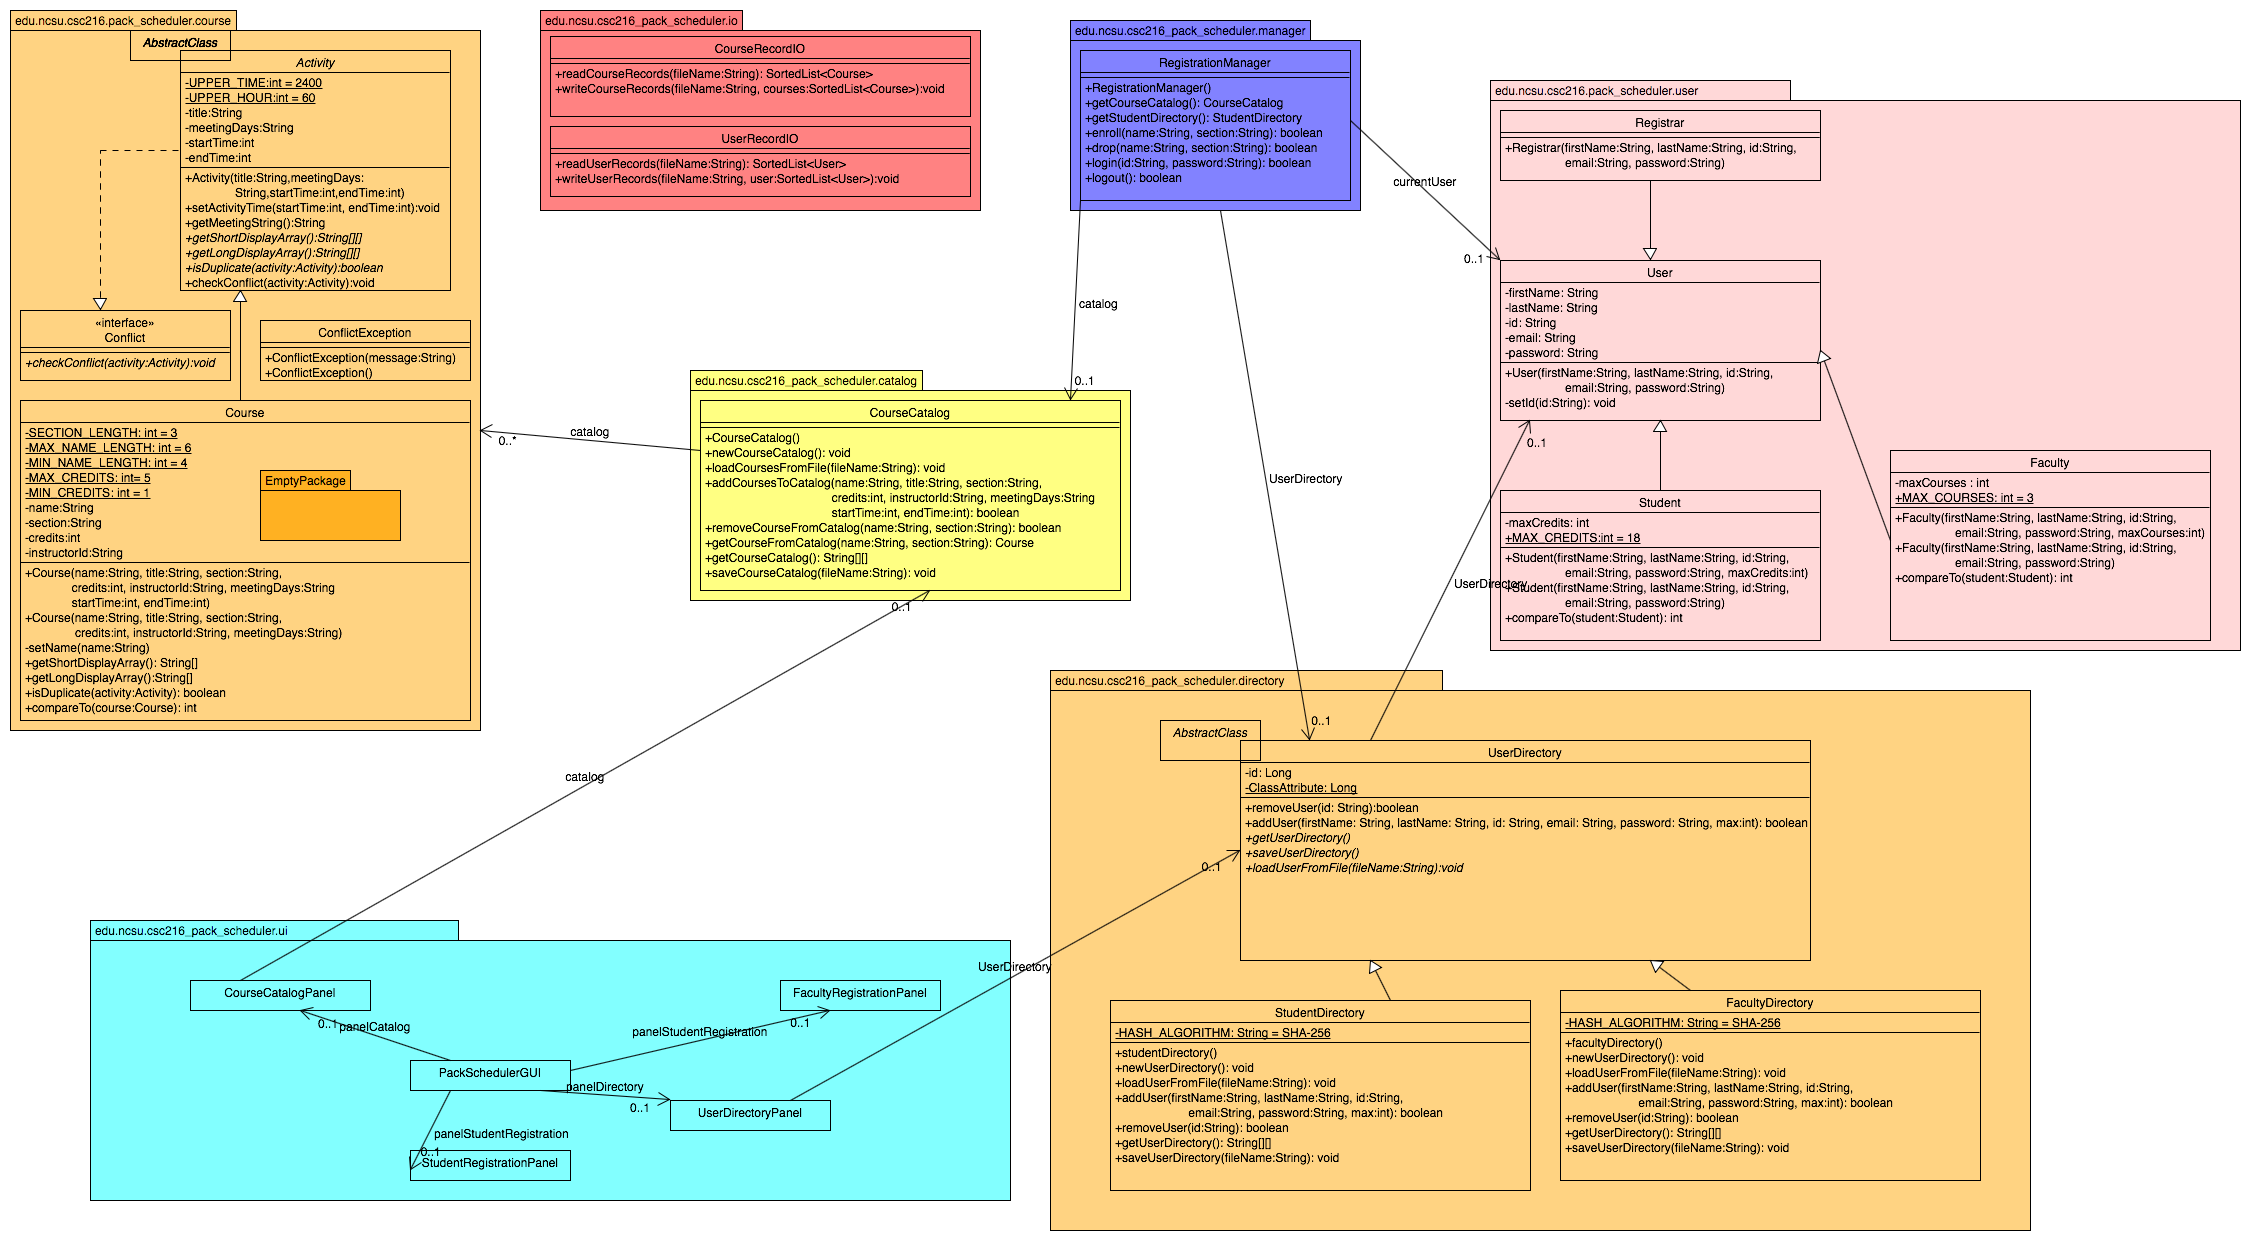 edu.ncsu.csc216.pack_scheduler.course
AbstractClass
Activity
-UPPER_TIME:int = 2400
-UPPER_HOUR:int = 60
-title:String
-meetingDays:String
-startTime:int
-endTime:int
+Activity(title:String,meetingDays:
String,startTime:int,endTime:int)
+setActivityTime(startTime:int, endTime:int):void
+getMeetingString():String
+getShortDisplayArray():String[][]
+getLongDisplayArray():String[][]
+isDuplicate(activity:Activity):boolean
+checkConflict(activity:Activity):void
«interface»
Conflict
+checkConflict(activity:Activity):void
ConflictException
+ConflictException(message:String)
+ConflictException()
Course
-SECTION_LENGTH: int = 3
-MAX_NAME_LENGTH: int = 6
-MIN_NAME_LENGTH: int = 4
-MAX_CREDITS: int= 5
-MIN_CREDITS: int= 1
-name:String
-section:String
-credits:int
-instructorId:String
EmptyPackage
+Course(name:String, title:String, section:String,
credits:int, instructorId:String, meetingDays:String
startTime:int, endTime:int)
+Course(name:String, title:String, section:String,
credits:int, instructorId:String, meetingDays:String)
-setName(name:String)
+getShortDisplayArray(): String[]
+getLongDisplayArray():String[]
+isDuplicate(activity:Activity): boolean
+compareTo(course:Course): int
edu.ncsu.csc216_pack_scheduler.io
CourseRecordIO
+readCourseRecords(fileName:String): SortedList<Course>
+writeCourseRecords(fileName:String, courses:SortedList<Course>):void
UserRecordIO
+readUserRecords(fileName:String): SortedList<User>
+writeUserRecords(fileName:String, user:SortedList<User>):void
edu.ncsu.csc216_pack_scheduler.manager
RegistrationManager
+RegistrationManager()
+getCourseCatalog(): CourseCatalog
+getStudentDirectory(): StudentDirectory
+enroll(name:String, section:String): boolean
+drop(name:String, section:String): boolean
+login(id:String, password:String): boolean
+logout(): boolean
currentUser
0..1
catalog
0..1
UserDirectory
0..1
edu.ncsu.csc216.pack_scheduler.user
Registrar
+Registrar(firstName:String, lastName:String, id:String,
email:String, password:String)
User
-firstName: String
-lastName: String
-id: String
-email: String
-password: String
+User(firstName:String, lastName:String, id:String,
email:String, password:String)
-setId(id:String): void
0..1
UserDirectory
Student
-maxCredits: int
+MAX_CREDITS:int = 18
+Student(firstName:String, lastName:String, id:String,
email:String, password:String, maxCredits:int)
+Student(firstName:String, lastName:String, id:String,
email:String, password:String)
+compareTo(student:Student): int
Faculty
-maxCourses : int
+MAX_COURSES: int = 3
+Faculty(firstName:String, lastName:String, id:String,
email:String, password:String, maxCourses:int)
+Faculty(firstName:String, lastName:String, id:String,
email:String, password:String)
+compareTo(student:Student): int
edu.ncsu.csc216_pack_scheduler.catalog
CourseCatalog
+CourseCatalog()
+newCourseCatalog(): void
+loadCoursesFromFile(fileName:String): void
+addCoursesToCatalog(name:String, title:String, section:String,
credits:int, instructorId:String, meetingDays:String
startTime:int, endTime:int): boolean
+removeCourseFromCatalog(name:String, section:String): boolean
+getCourseFromCatalog(name:String, section:String): Course
+getCourseCatalog(): String[][]
+saveCourseCatalog(fileName:String): void
catalog
0..*
0..1
catalog
edu.ncsu.csc216_pack_scheduler.directory
AbstractClass
UserDirectory
-id: Long
-ClassAttribute: Long
+removeUser(id: String):boolean
+addUser(firstName: String, lastName: String, id: String, email: String, password: String, max:int): boolean
+getUserDirectory()
+saveUserDirectory()
+loadUserFromFile(fileName:String):void
0..1
UserDirectory
StudentDirectory
-HASH_ALGORITHM: String = SHA-256
+studentDirectory()
+newUserDirectory(): void
+loadUserFromFile(fileName:String): void
+addUser(firstName:String, lastName:String, id:String,
email:String, password:String, max:int): boolean
+removeUser(id:String): boolean
+getUserDirectory(): String[][]
+saveUserDirectory(fileName:String): void
FacultyDirectory
-HASH_ALGORITHM: String = SHA-256
+facultyDirectory()
+newUserDirectory(): void
+loadUserFromFile(fileName:String): void
+addUser(firstName:String, lastName:String, id:String,
email:String, password:String, max:int): boolean
+removeUser(id:String): boolean
+getUserDirectory(): String[][]
+saveUserDirectory(fileName:String): void
edu.ncsu.csc216_pack_scheduler.ui
CourseCatalogPanel
FacultyRegistrationPanel
0..1
panelCatalog
panelStudentRegistration
0..1
PackSchedulerGUI
panelDirectory
0..1
UserDirectoryPanel
panelStudentRegistration
0..1
StudentRegistrationPanel